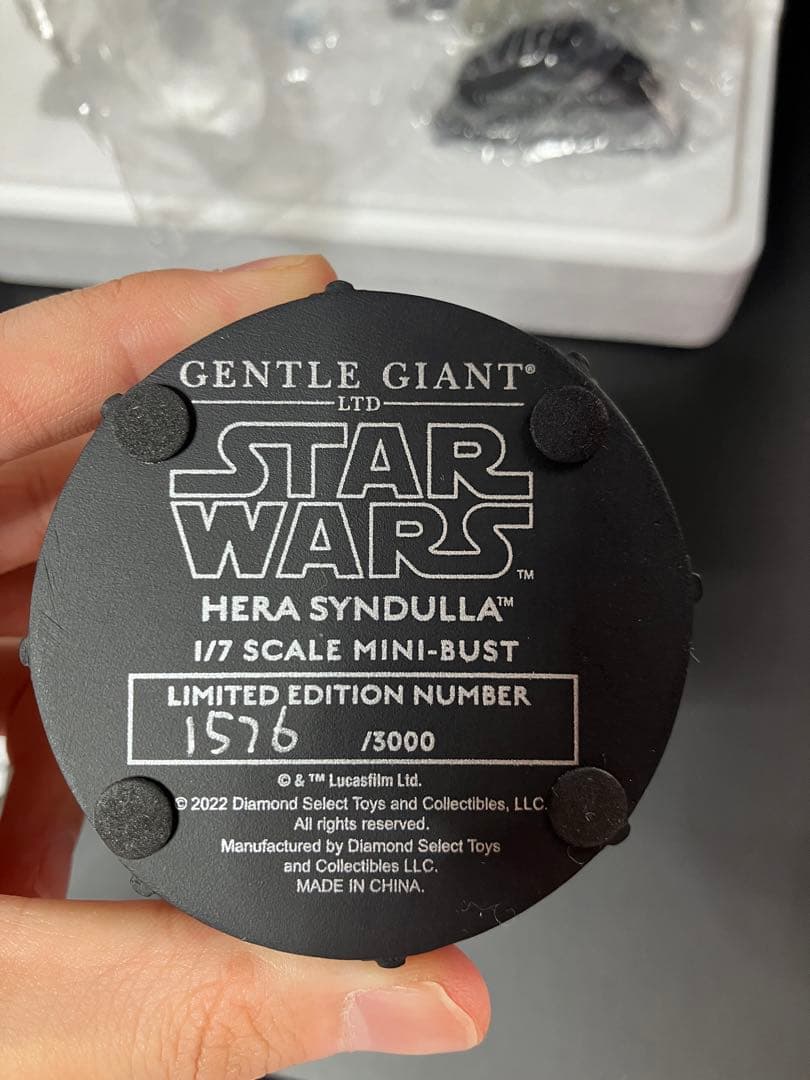 GENTLE GIANT®
LTD
STAR
WARS™
HERA SYNDULLA™
1/7 SCALE MINI-BUST
LIMITED EDITION NUMBER
1576 /3000
© & ™ Lucasfilm Ltd.
© 2022 Diamond Select Toys and Collectibles, LLC.
All rights reserved.
Manufactured by Diamond Select Toys
and Collectibles LLC.
MADE IN CHINA.